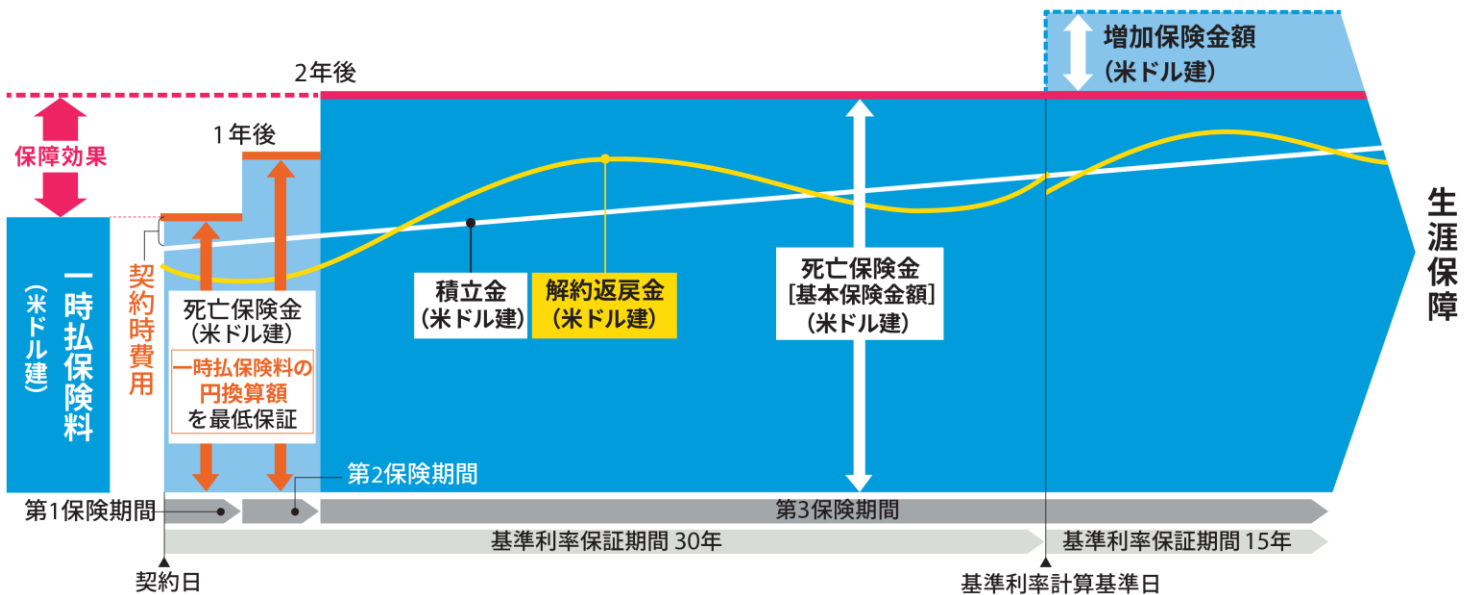 増加保険金額
（米ドル建）
2年後
1年後
保障効果
一時払保険料
（米ドル建）
契約時費用
死亡保険金
（米ドル建）
一時払保険料の
円換算額
を最低保証
積立金
（米ドル建）
解約返戻金
（米ドル建）
死亡保険金
［基本保険金額］
（米ドル建）
生涯保障
第2保険期間
第1保険期間
第3保険期間
基準利率保証期間 30年
基準利率保証期間 15年
契約日
基準利率計算基準日